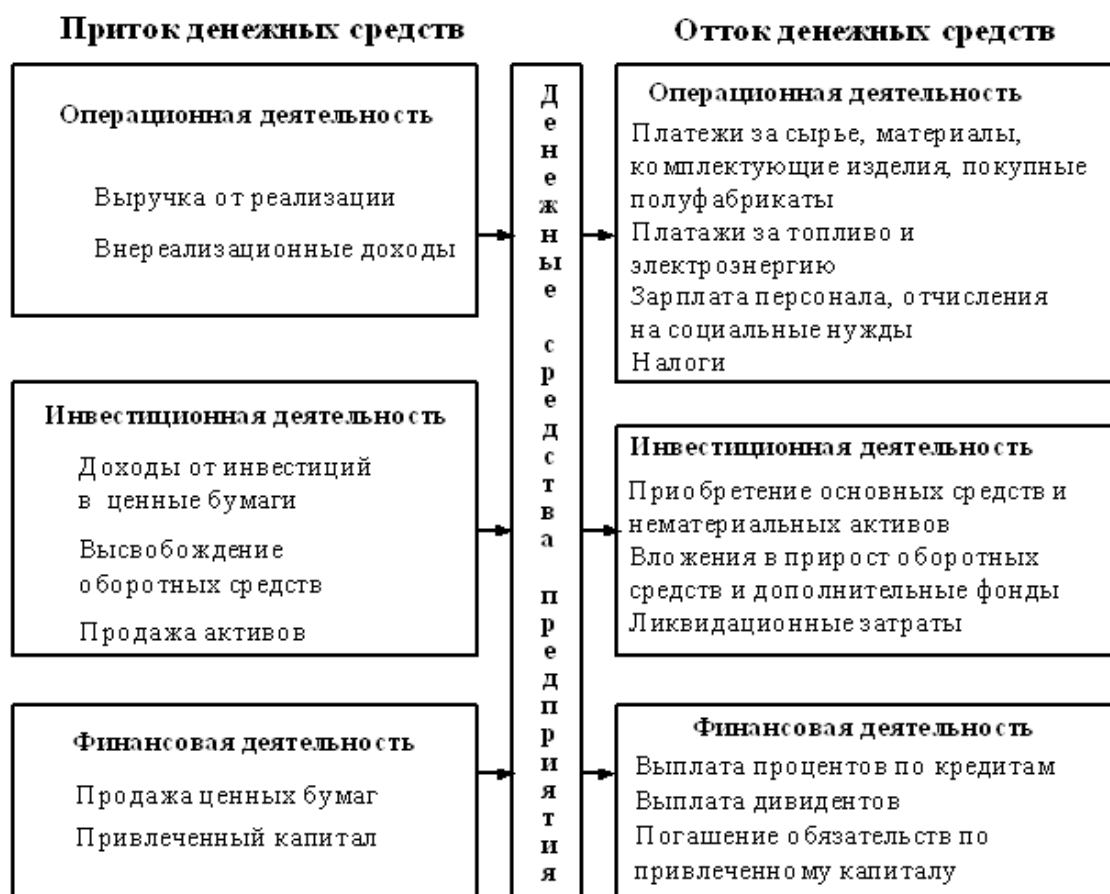 Приток денежных средств
Операционная деятельность
Выручка от реализации
Внереализационные доходы
Инвестиционная деятельность
Доходы от инвестиций
в ценные бумаги
Высвобождение
оборотных средств
Продажа активов
Финансовая деятельность
Продажа ценных бумаг
Привлеченный капитал
Денежные средства предприятия
Отток денежных средств
Операционная деятельность
Платежи за сырье, материалы,
комплектующие изделия, покупные
полуфабрикаты
Платажи за топливо и
электроэнергию
Зарплата персонала, отчисления
на социальные нужды
Налоги
Инвестиционная деятельность
Приобретение основных средств и
нематериальных активов
Вложения в прирост оборотных
средств и дополнительные фонды
Ликвидационные затраты
Финансовая деятельность
Выплата процентов по кредитам
Выплата дивидентов
Погашение обязательств по
привлеченному капиталу